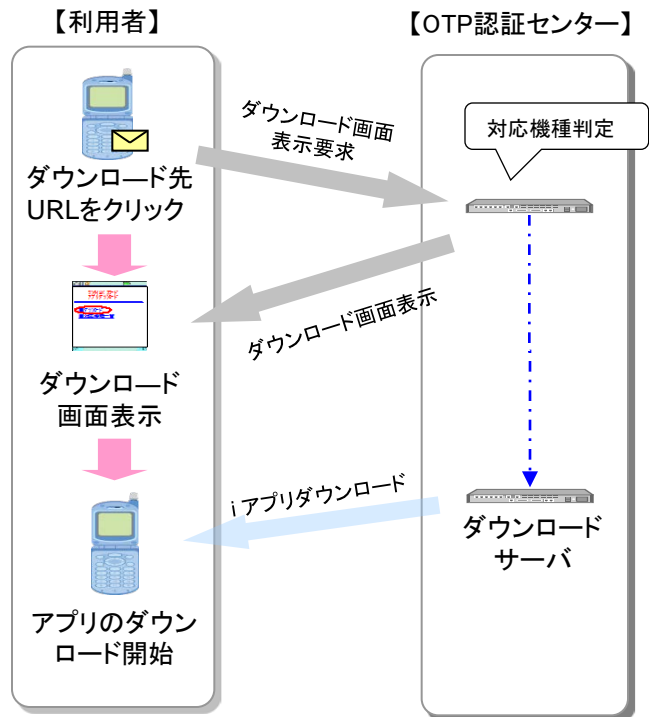 【利用者】
【OTP認証センター】
ダウンロード画面
表示要求
対応機種判定
ダウンロ―ド先
URLをクリック
ダウンロード画面表示
ダウンロ―ド
画面表示
i アプリダウンロード
ダウンロード
サーバ
アプリのダウン
ロード開始